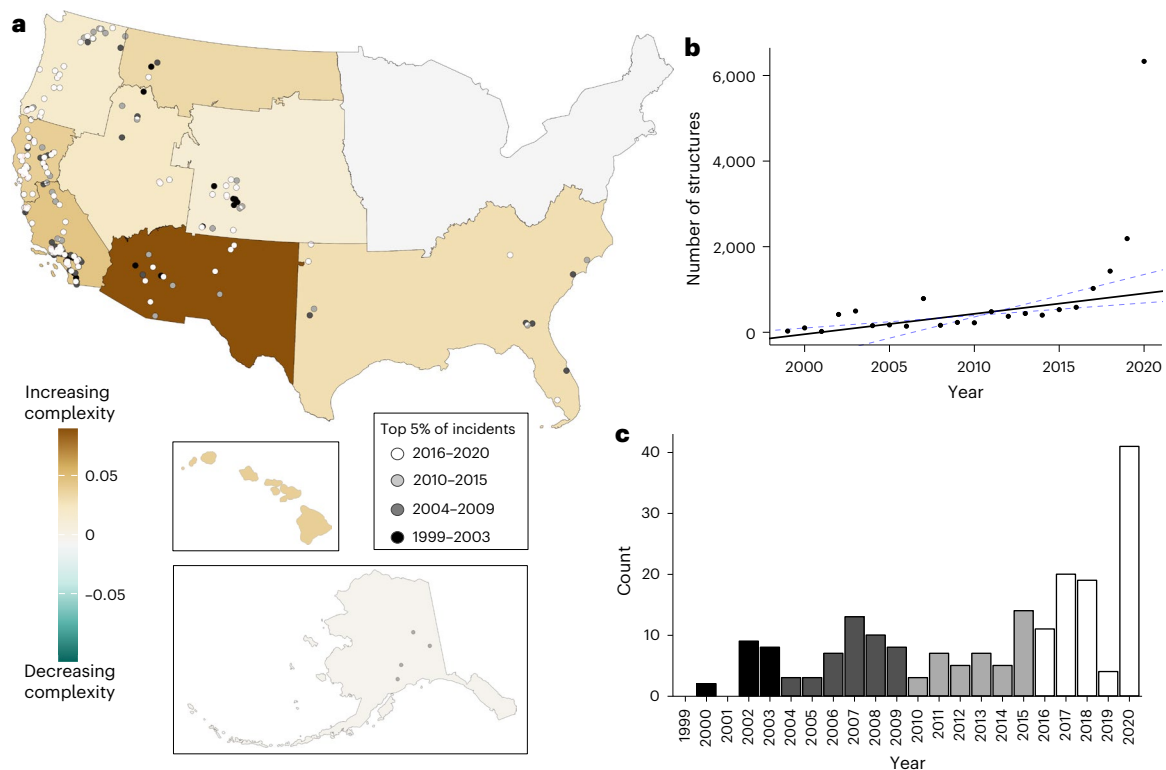 a
Increasing
complexity
0.05
0
−0.05
Decreasing
complexity
Top 5% of incidents
2016–2020
2010–2015
2004–2009
1999–2003
b
Number of structures
6,000
4,000
2,000
0
2000 2005 2010 2015 2020
Year
c
Count
40
30
20
10
0
1999 2000 2001 2002 2003 2004 2005 2006 2007 2008 2009 2010 2011 2012 2013 2014 2015 2016 2017 2018 2019 2020
Year